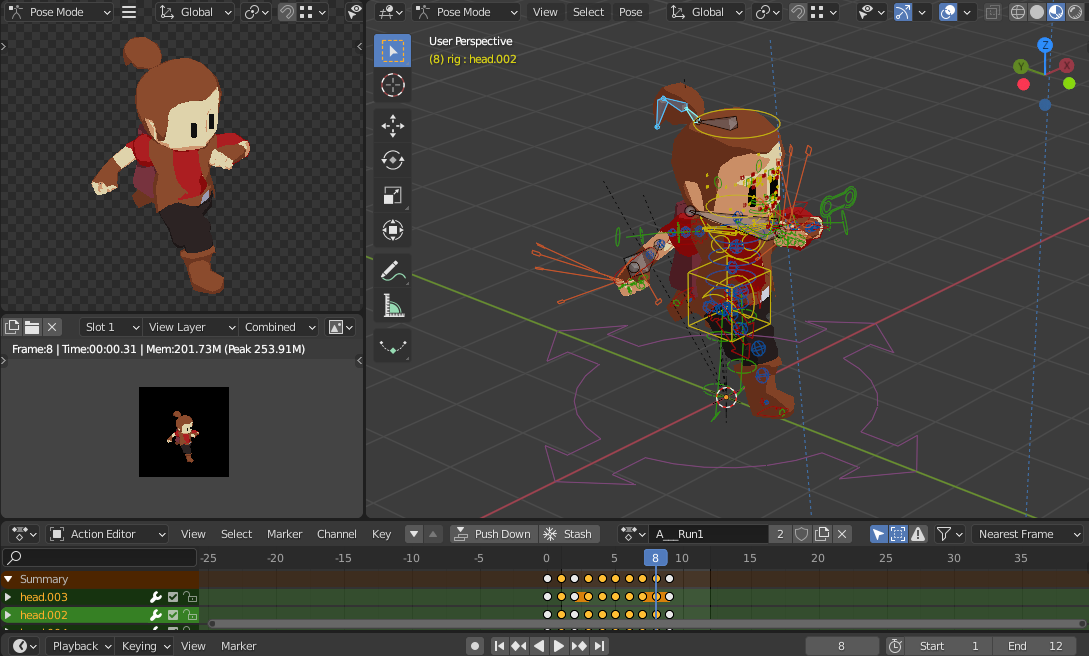 Pose Mode Global
Pose Mode View Select Pose Global
User Perspective
(8) rig : head.002
Z
Y
X
Slot 1 View Layer Combined
Frame:8 | Time:00:00.31 | Mem:201.73M (Peak 253.91M)
Action Editor View Select Marker Channel Key Push Down Stash A__Run1 2 Nearest Frame
-25 -20 -15 -10 -5 0 5 8 10 15 20 25 30 35
Summary
head.003
head.002
Playback Keying View Marker 8 Start 1 End 12